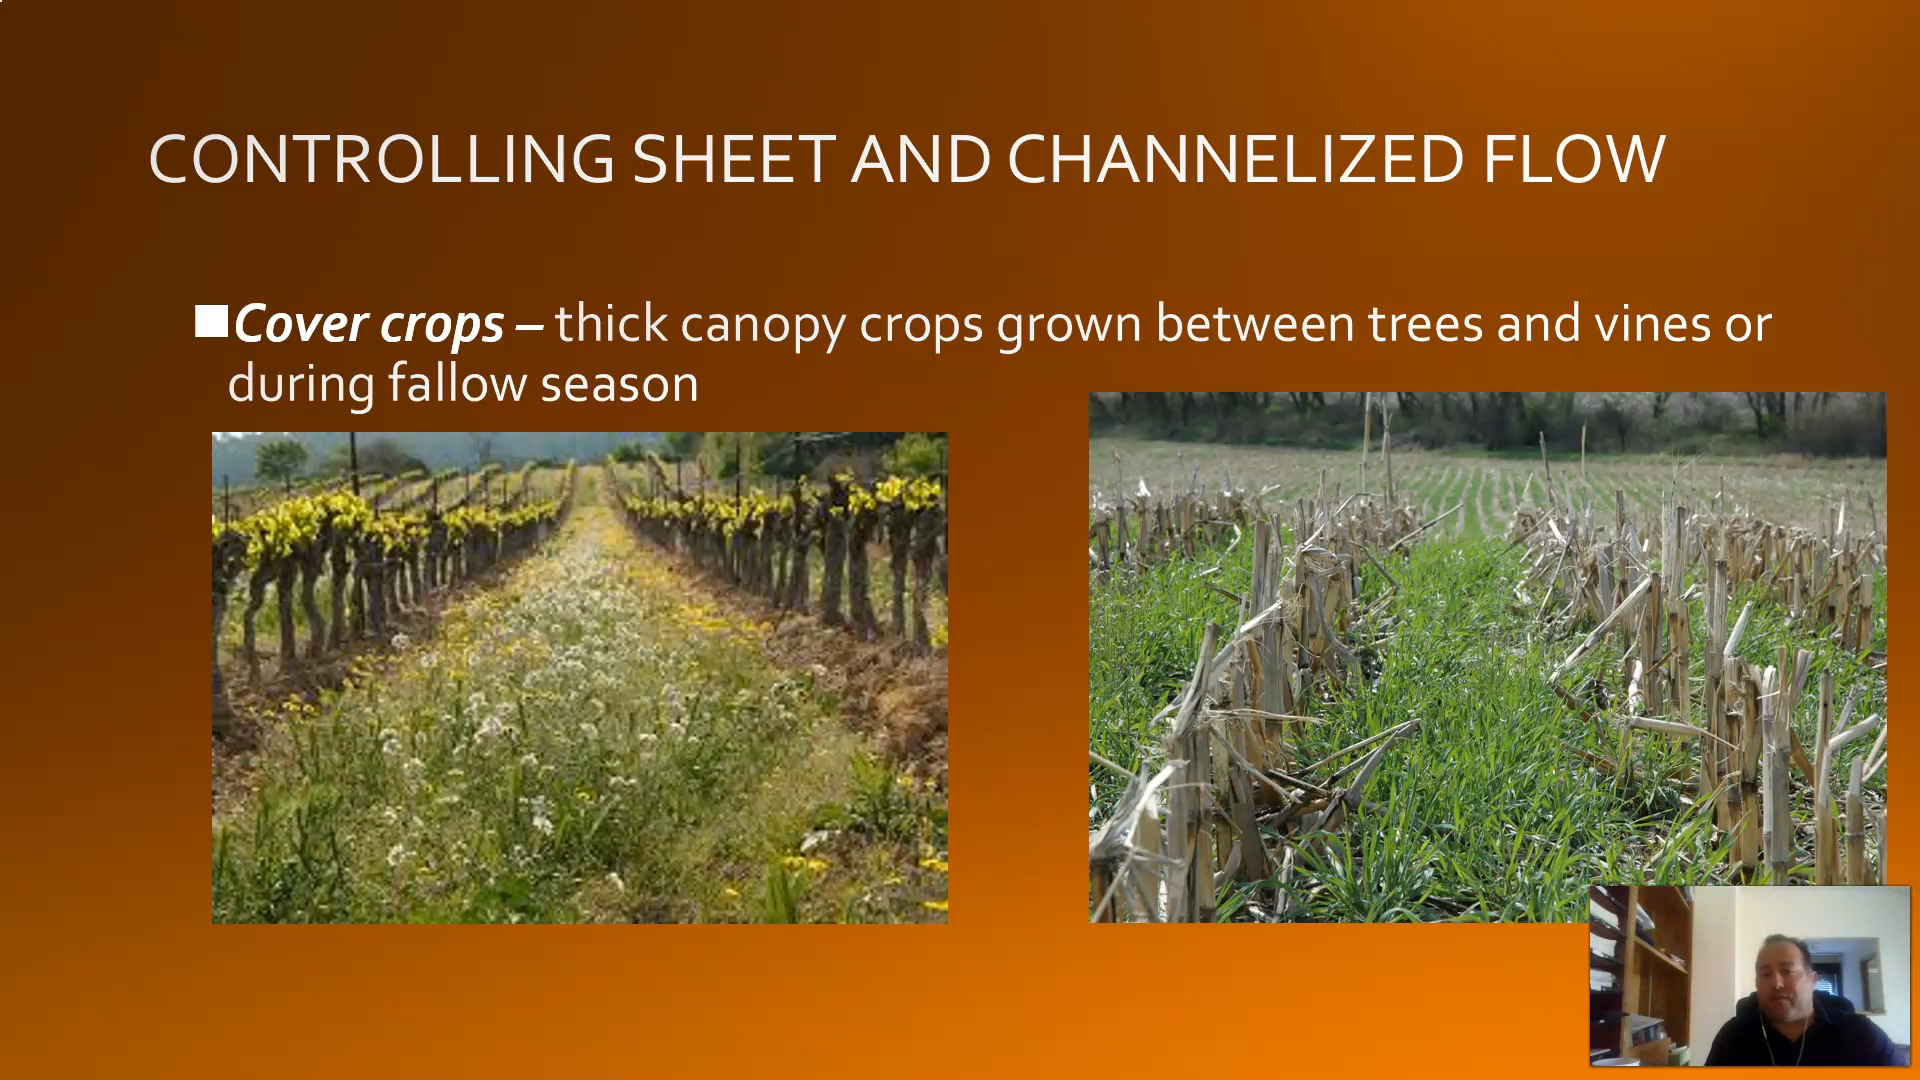 CONTROLLING SHEET AND CHANNELIZED FLOW
Cover crops – thick canopy crops grown between trees and vines or
during fallow season